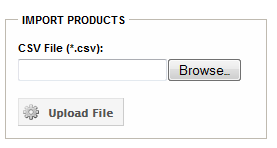 IMPORT PRODUCTS
CSV File (*.csv):
Browse...
Upload File